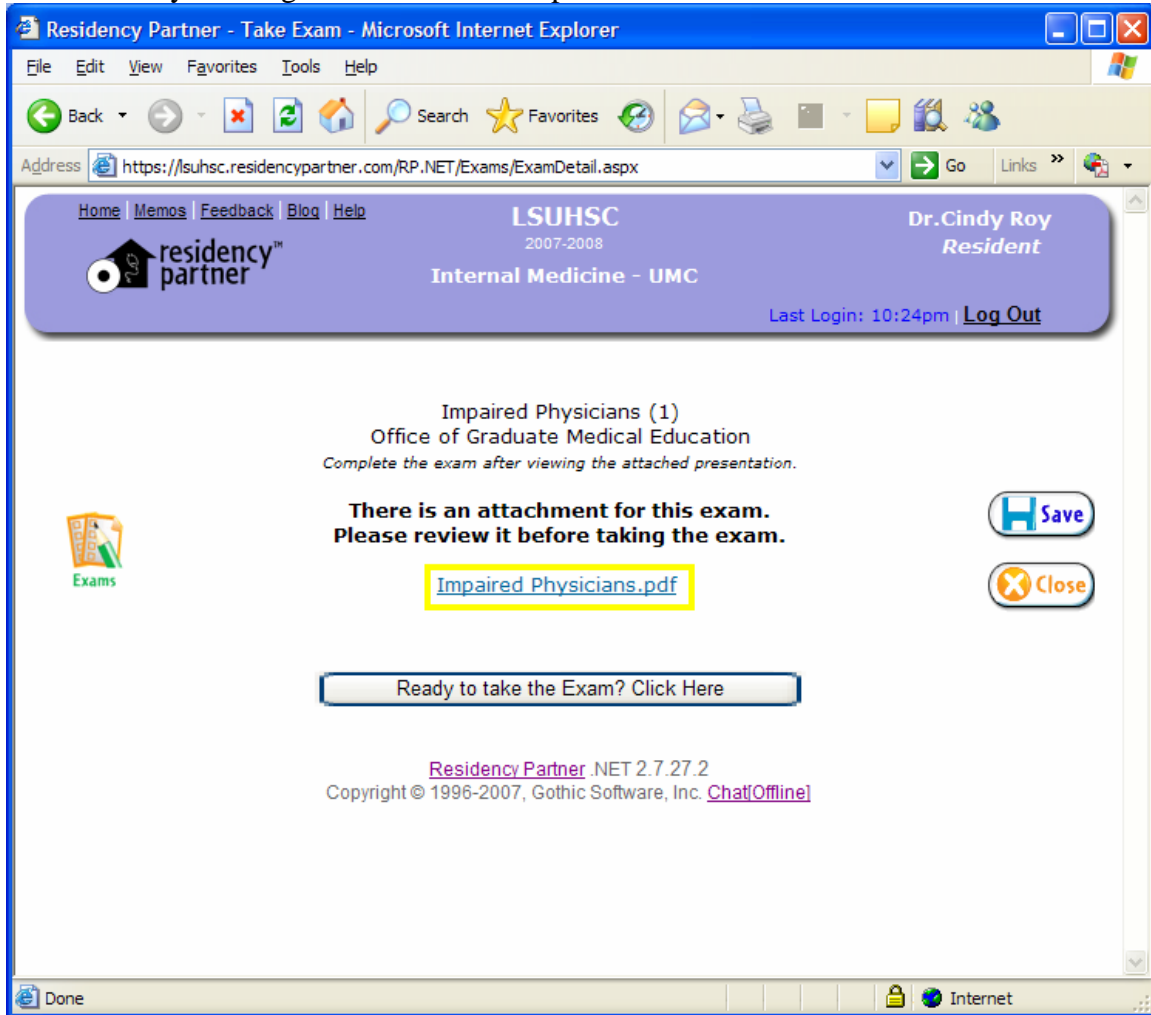 Residency Partner - Take Exam - Microsoft Internet Explorer
File Edit View Favorites Tools Help
Back Search Favorites
Address https://lsuhsc.residencypartner.com/RP.NET/Exams/ExamDetail.aspx Go Links »
Home | Memos | Feedback | Blog | Help
LSUHSC
Dr.Cindy Roy
residency™
partner
2007-2008
Resident
Internal Medicine - UMC
Last Login: 10:24pm | Log Out
Impaired Physicians (1)
Office of Graduate Medical Education
Complete the exam after viewing the attached presentation.
There is an attachment for this exam.
Please review it before taking the exam.
Save
Exams
Impaired Physicians.pdf
Close
Ready to take the Exam? Click Here
Residency Partner .NET 2.7.27.2
Copyright © 1996-2007, Gothic Software, Inc. Chat[Offline]
Done Internet